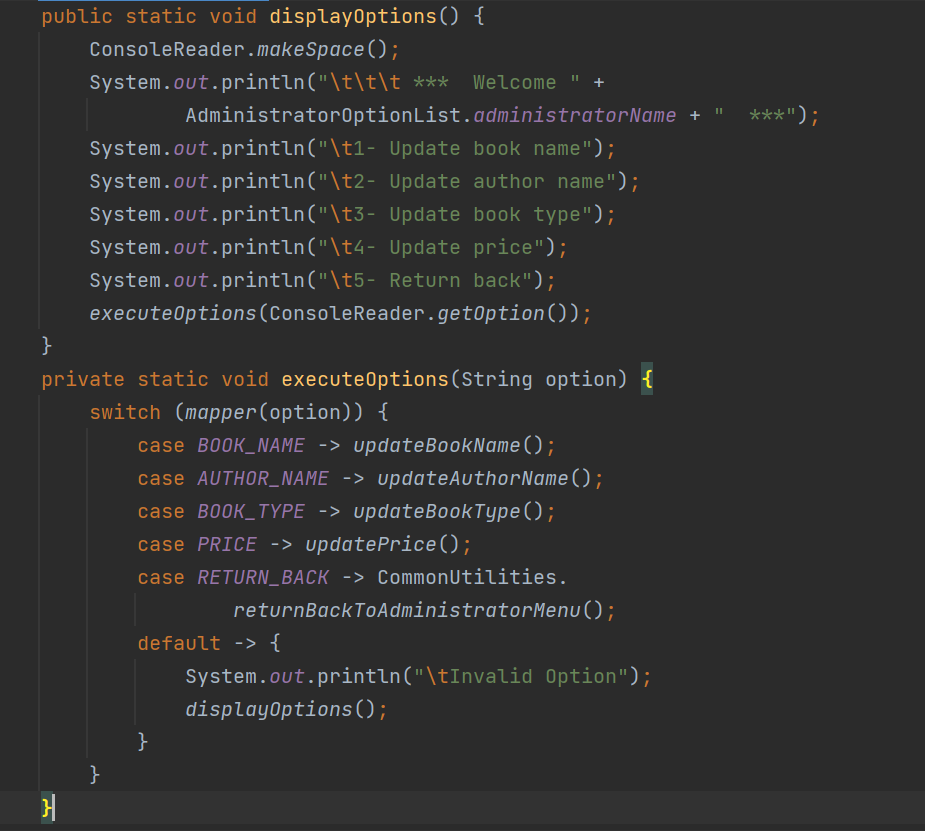 public static void displayOptions() {
    ConsoleReader.makeSpace();
    System.out.println("\t\t\t ***  Welcome " +
            AdministratorOptionList.administratorName + "  ***");
    System.out.println("\t1- Update book name");
    System.out.println("\t2- Update author name");
    System.out.println("\t3- Update book type");
    System.out.println("\t4- Update price");
    System.out.println("\t5- Return back");
    executeOptions(ConsoleReader.getOption());
}
private static void executeOptions(String option) {
    switch (mapper(option)) {
        case BOOK_NAME -> updateBookName();
        case AUTHOR_NAME -> updateAuthorName();
        case BOOK_TYPE -> updateBookType();
        case PRICE -> updatePrice();
        case RETURN_BACK -> CommonUtilities.
                returnBackToAdministratorMenu();
        default -> {
            System.out.println("\tInvalid Option");
            displayOptions();
        }
    }
}